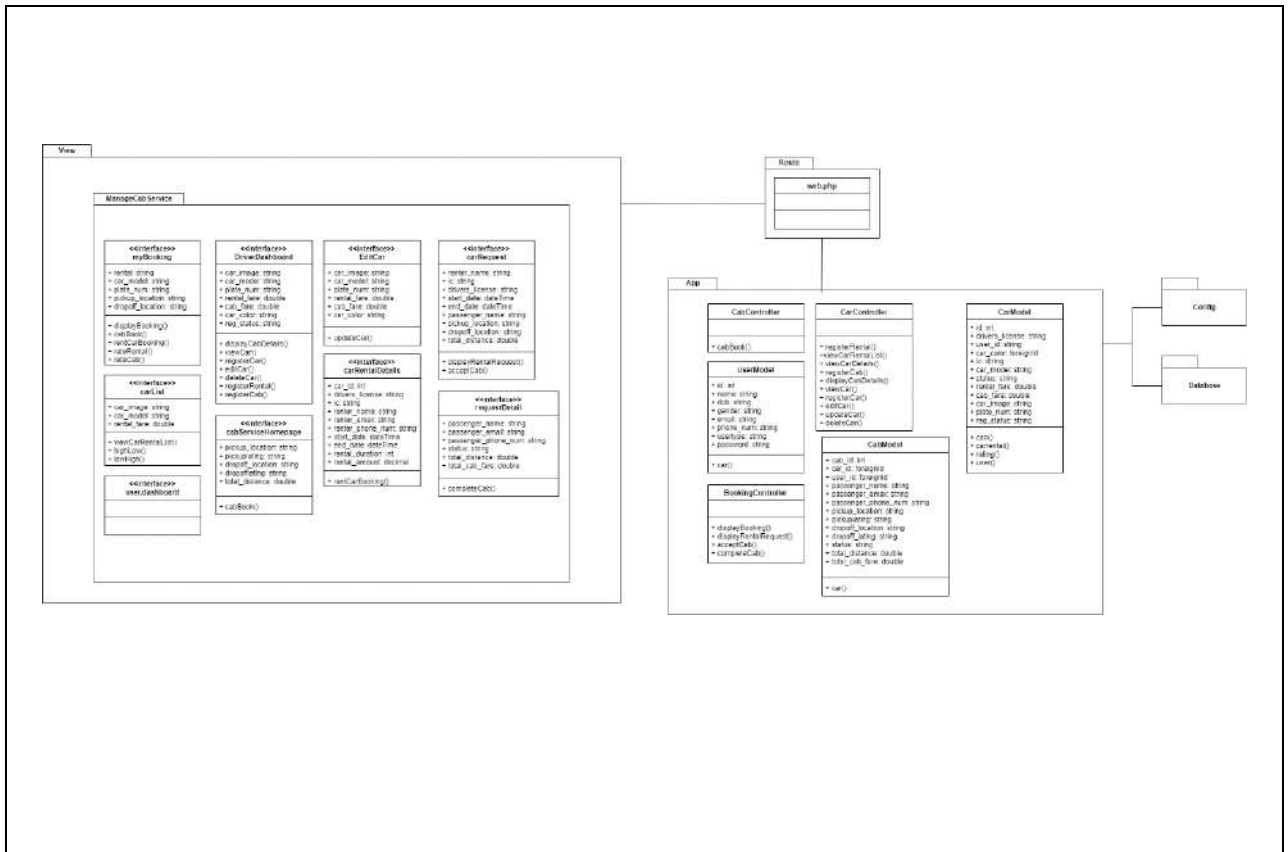 View
ManageCabService
<<interface>>
myBooking
+ rental: string
+ car_model: string
+ plate_num: string
+ pickup_location: string
+ dropoff_location: string
+ displayBooking()
+ cabBook()
+ rentCarBooking()
+ rateRental()
+ rateCab()
<<interface>>
carList
+ car_image: string
+ car_model: string
+ rental_fare: double
+ viewCarRentalList()
+ highLow()
+ lowHigh()
<<interface>>
user.dashboard
<<interface>>
DriverDashboard
+ car_image: string
+ car_model: string
+ plate_num: string
+ rental_fare: double
+ cab_fare: double
+ car_color: string
+ reg_status: string
+ displayCabDetails()
+ viewCar()
+ registerCar()
+ editCar()
+ deleteCar()
+ registerRental()
+ registerCab()
<<interface>>
cabServiceHomepage
+ pickup_location: string
+ pickuplatlng: string
+ dropoff_location: string
+ dropofflatlng: string
+ total_distance: double
+ cabBook()
<<interface>>
EditCar
+ car_image: string
+ car_model: string
+ plate_num: string
+ rental_fare: double
+ cab_fare: double
+ car_color: string
+ updateCar()
<<interface>>
carRentalDetails
+ car_id: int
+ drivers_license: string
+ ic: string
+ renter_name: string
+ renter_email: string
+ renter_phone_num: string
+ start_date: dateTime
+ end_date: dateTime
+ rental_duration: int
+ rental_amount: decimal
+ rentCarBooking()
<<interface>>
carRequest
+ renter_name: string
+ ic: string
+ drivers_license: string
+ start_date: dateTime
+ end_date: dateTime
+ passenger_name: string
+ pickup_location: string
+ dropoff_location: string
+ total_distance: double
+ displayRentalRequest()
+ acceptCab()
<<interface>>
requestDetail
+ passenger_name: string
+ passenger_email: string
+ passenger_phone_num: string
+ status: string
+ total_distance: double
+ total_cab_fare: double
+ completeCab()
Route
web.php
App
CabController
+ cabBook()
UserModel
+ id: int
+ name: string
+ dob: string
+ gender: string
+ email: string
+ phone_num: string
+ usertype: string
+ password: string
+ car()
BookingController
+ displayBooking()
+ displayRentalRequest()
+ acceptCab()
+ completeCab()
CarController
+registerRental()
+viewCarRentalList()
+ viewCarDetails()
+ registerCab()
+ displayCabDetails()
+ viewCar()
+ registerCar()
+ editCar()
+ updateCar()
+ deleteCar()
CabModel
+ cab_id: int
+ car_id: foreignId
+ user_id: foreignId
+ passenger_name: string
+ passenger_email: string
+ passenger_phone_num: string
+ pickup_location: string
+ pickuplatlng: string
+ dropoff_location: string
+ dropoff_latlng: string
+ status: string
+ total_distance: double
+ total_cab_fare: double
+ car()
CarModel
+ id: int
+ drivers_license: string
+ user_id: string
+ car_color: foreignId
+ ic: string
+ car_model: string
+ status: string
+ rental_fare: double
+ cab_fare: double
+ car_image: string
+ plate_num: string
+ reg_status: string
+ cab()
+ carrental()
+ rating()
+ user()
Config
Database